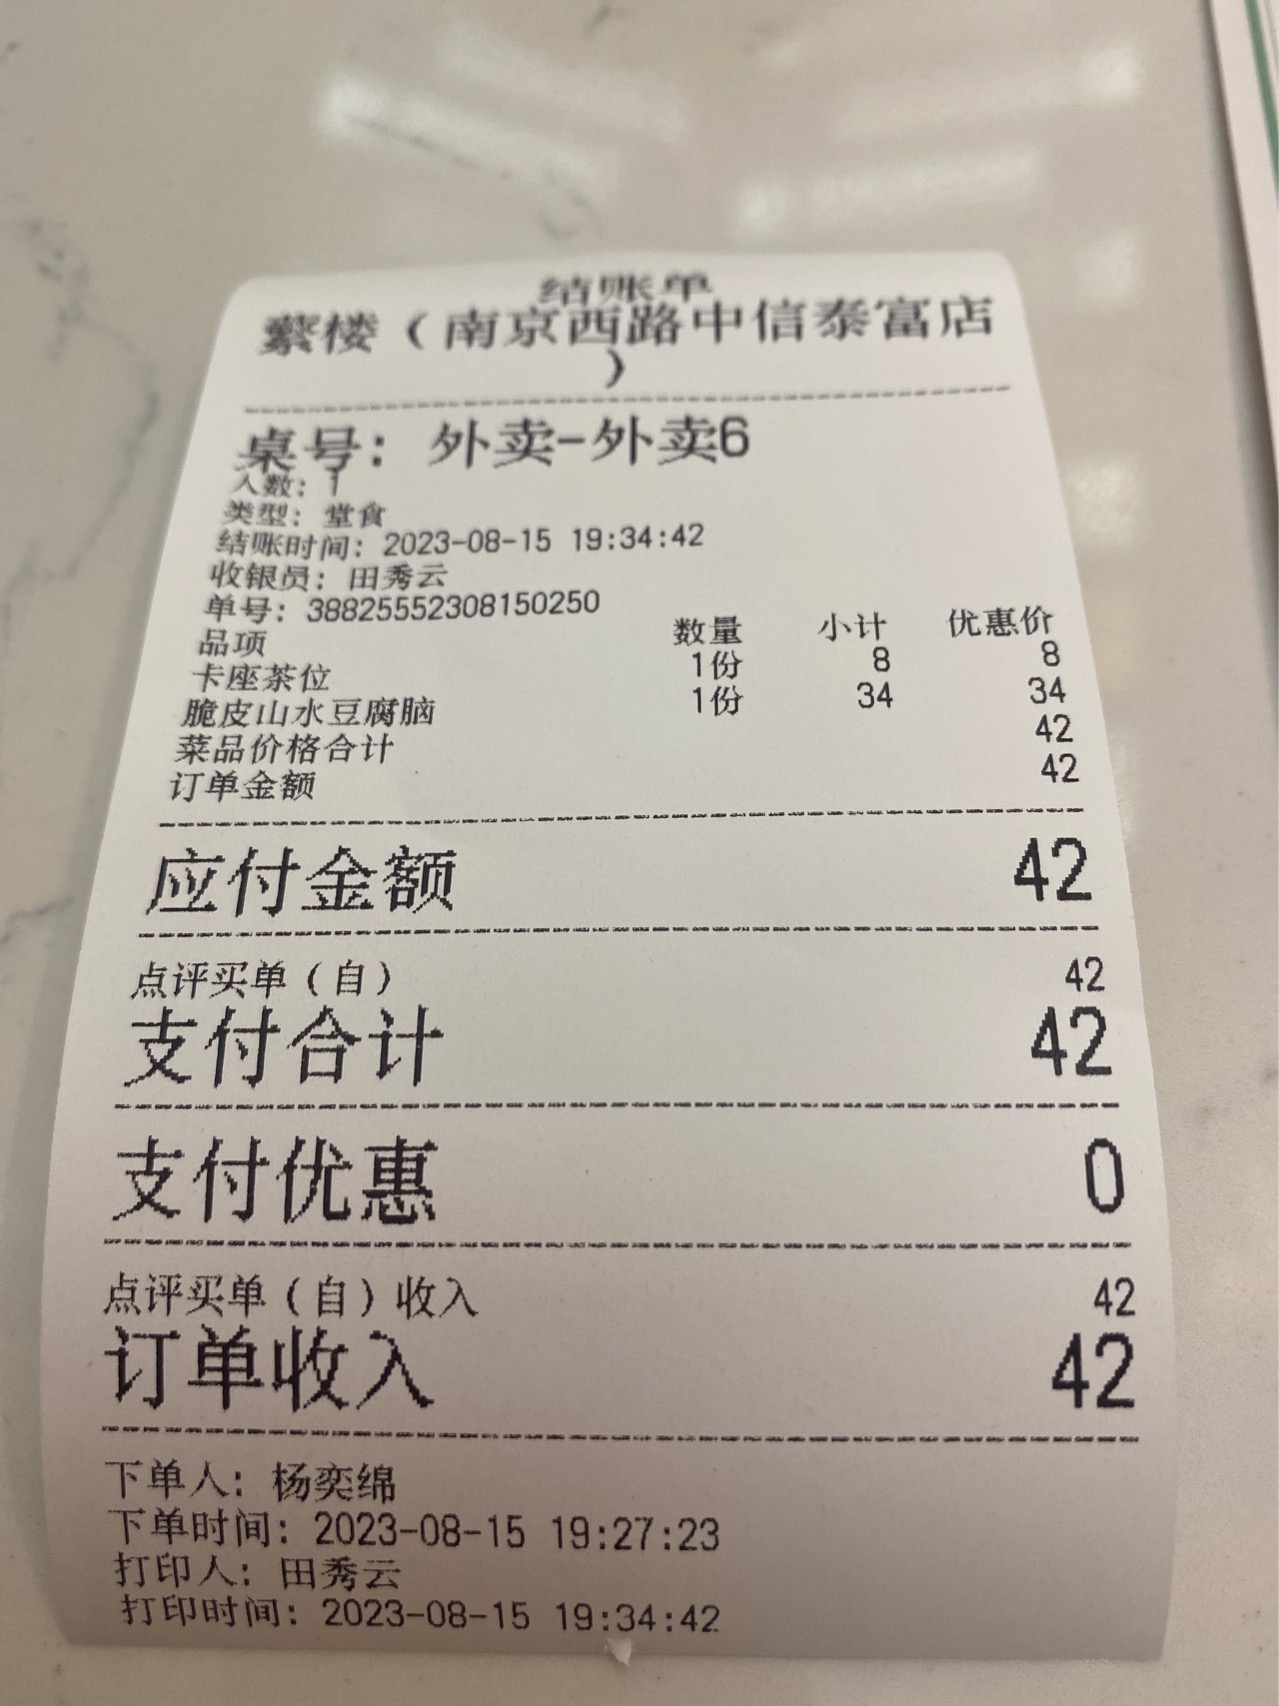 结账单
蘩楼（南京西路中信泰富店
）
桌号：外卖-外卖6
人数：1
类型：堂食
结账时间：2023-08-15 19:34:42
收银员：田秀云
单号：38825552308150250
品项 数量 小计 优惠价
卡座茶位 1份 8 8
脆皮山水豆腐脑 1份 34 34
菜品价格合计 42
订单金额 42
应付金额 42
点评买单（自） 42
支付合计 42
支付优惠 0
点评买单（自）收入 42
订单收入 42
下单人：杨奕绵
下单时间：2023-08-15 19:27:23
打印人：田秀云
打印时间：2023-08-15 19:34:42